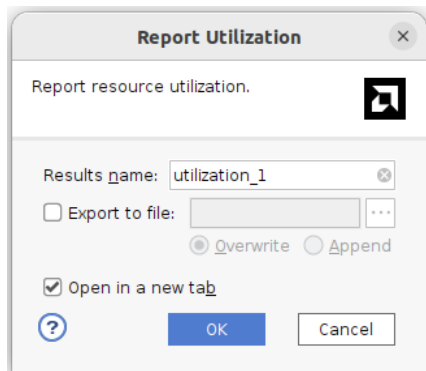 Report Utilization
Report resource utilization.
Results name: utilization_1
Export to file:
Overwrite Append
Open in a new tab
? OK Cancel